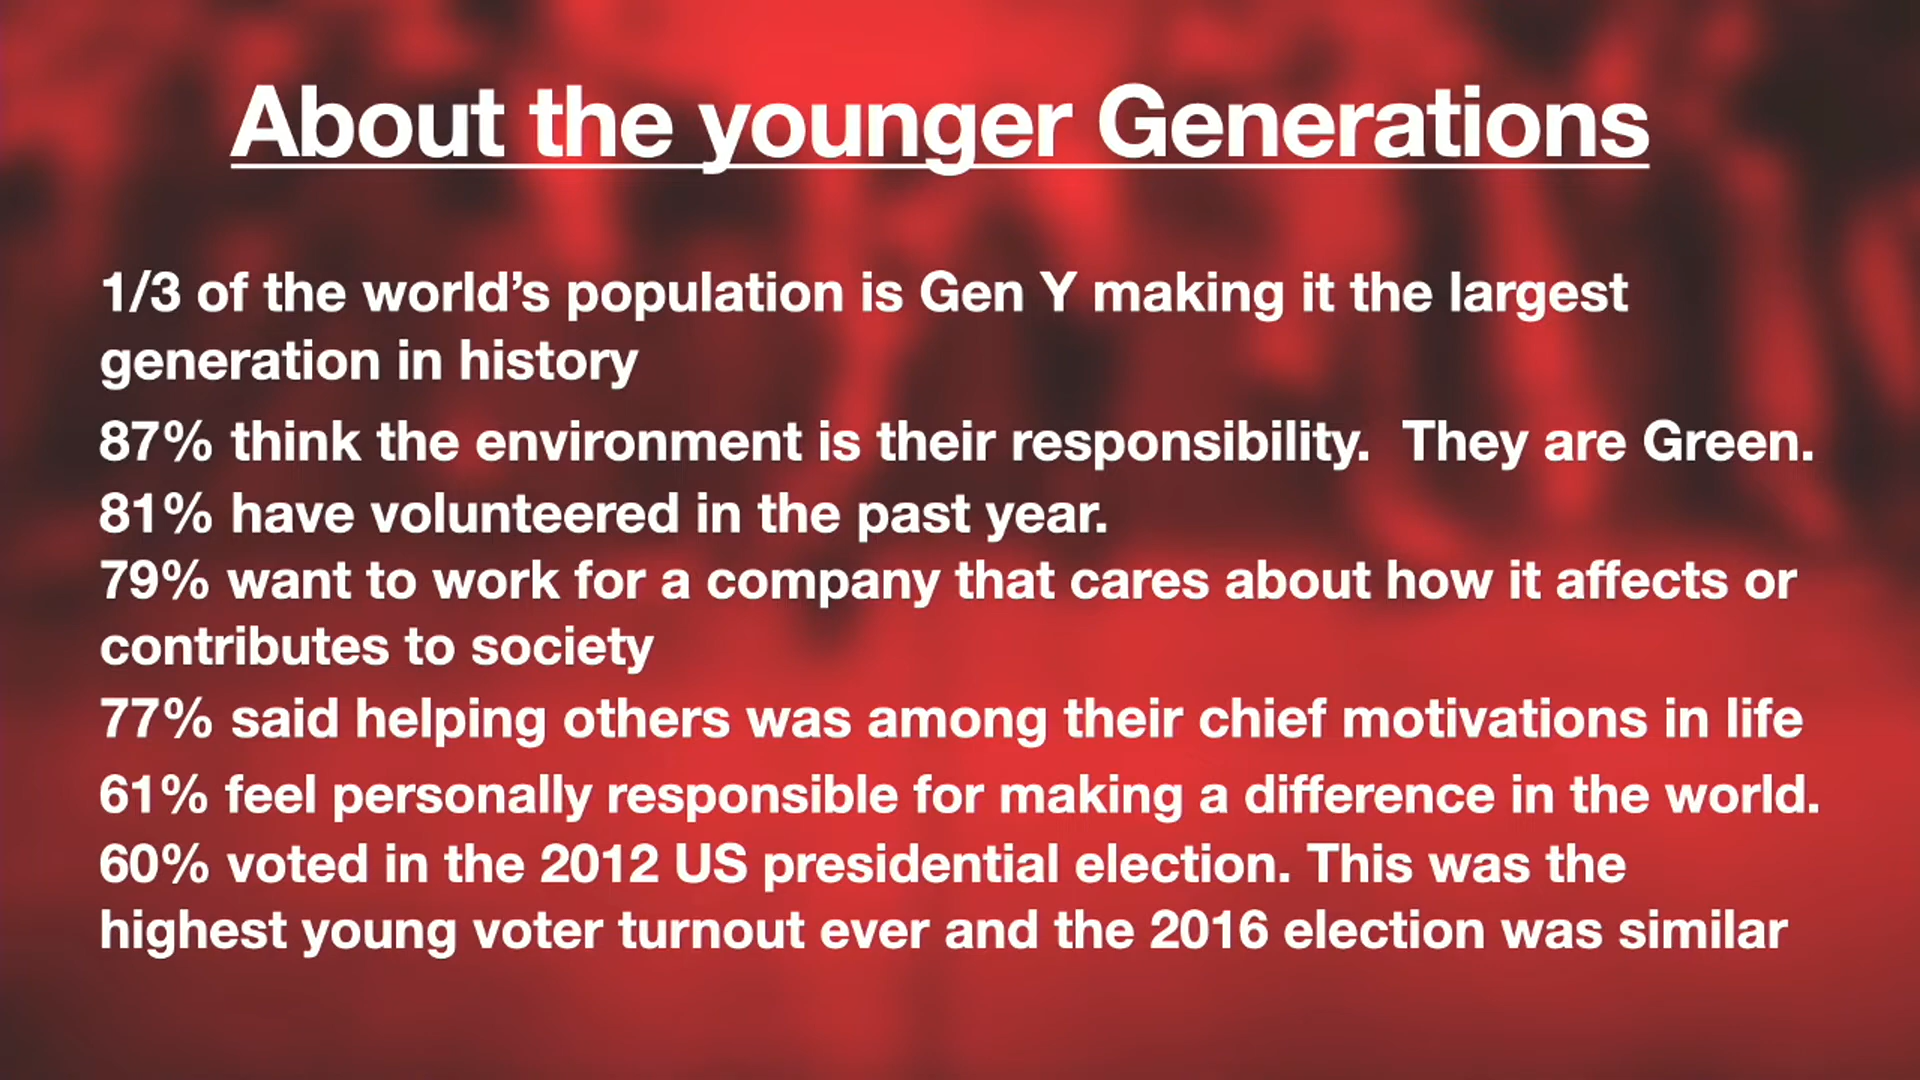 About the younger Generations
1/3 of the world’s population is Gen Y making it the largest
generation in history
87% think the environment is their responsibility.  They are Green.
81% have volunteered in the past year.
79% want to work for a company that cares about how it affects or
contributes to society
77% said helping others was among their chief motivations in life
61% feel personally responsible for making a difference in the world.
60% voted in the 2012 US presidential election. This was the
highest young voter turnout ever and the 2016 election was similar